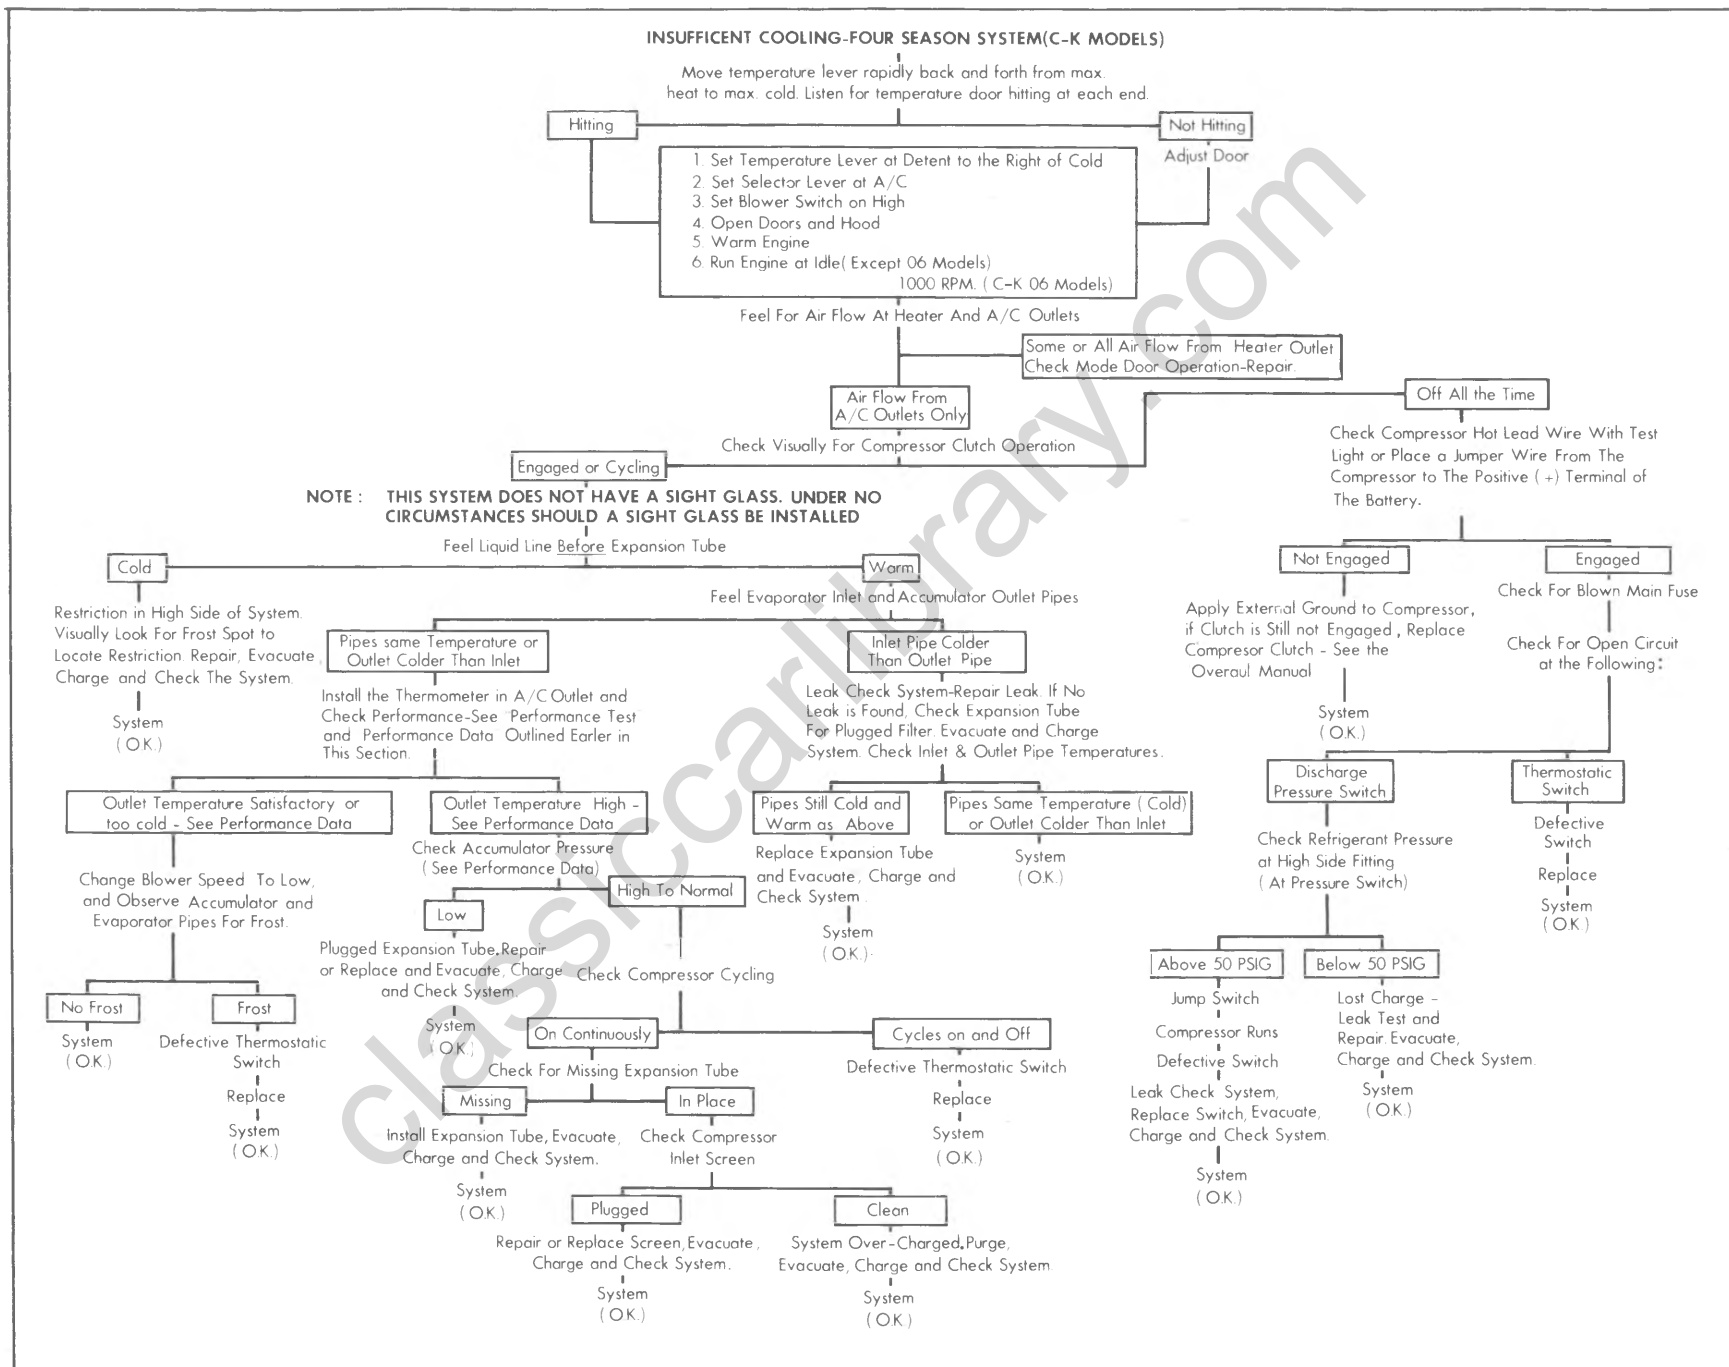 INSUFFICENT COOLING-FOUR SEASON SYSTEM(C-K MODELS)
Move temperature lever rapidly back and forth from max.
heat to max. cold. Listen for temperature door hitting at each end.
Hitting
Not Hitting
Adjust Door
1. Set Temperature Lever at Detent to the Right of Cold
2. Set Selector Lever at A/C
3. Set Blower Switch on High
4. Open Doors and Hood
5. Warm Engine
6. Run Engine at Idle( Except 06 Models)
1000 RPM. ( C-K 06 Models)
Feel For Air Flow At Heater And A/C Outlets
Some or All Air Flow From Heater Outlet
Check Mode Door Operation-Repair.
Air Flow From
A/C Outlets Only
Off All the Time
Check Visually For Compressor Clutch Operation
Check Compressor Hot Lead Wire With Test
Light or Place a Jumper Wire From The
Compressor to The Positive (+) Terminal of
The Battery.
Engaged or Cycling
NOTE : THIS SYSTEM DOES NOT HAVE A SIGHT GLASS. UNDER NO
CIRCUMSTANCES SHOULD A SIGHT GLASS BE INSTALLED
Feel Liquid Line Before Expansion Tube
Cold
Warm
Not Engaged
Engaged
Restriction in High Side of System.
Visually Look For Frost Spot to
Locate Restriction. Repair, Evacuate
Charge and Check The System.
System
(O.K.)
Feel Evaporator Inlet and Accumulator Outlet Pipes
Pipes same Temperature or
Outlet Colder Than Inlet
Inlet Pipe Colder
Than Outlet Pipe
Apply External Ground to Compressor,
if Clutch is Still not Engaged, Replace
Compresor Clutch - See the
Overaul Manual
System
(O.K.)
Check For Blown Main Fuse
Check For Open Circuit
at the Following:
Install the Thermometer in A/C Outlet and
Check Performance-See Performance Test
and Performance Data Outlined Earler in
This Section.
Leak Check System-Repair Leak. If No
Leak is Found, Check Expansion Tube
For Plugged Filter. Evacuate and Charge
System. Check Inlet & Outlet Pipe Temperatures.
Discharge
Pressure Switch
Thermostatic
Switch
Outlet Temperature Satisfactory or
too cold - See Performance Data
Outlet Temperature High -
See Performance Data
Pipes Still Cold and
Warm as Above
Pipes Same Temperature (Cold)
or Outlet Colder Than Inlet
Check Accumulator Pressure
(See Performance Data)
Replace Expansion Tube
and Evacuate, Charge and
Check System.
System
(O.K.)
System
(O.K.)
Check Refrigerant Pressure
at High Side Fitting
(At Pressure Switch)
Defective
Switch
Replace
System
(O.K.)
Change Blower Speed To Low,
and Observe Accumulator and
Evaporator Pipes For Frost.
High To Normal
Low
Plugged Expansion Tube. Repair
or Replace and Evacuate, Charge
and Check System.
System
(O.K.)
Check Compressor Cycling
Above 50 PSIG
Below 50 PSIG
No Frost
Frost
System
(O.K.)
Defective Thermostatic
Switch
Replace
System
(O.K.)
Jump Switch
Compressor Runs
Defective Switch
Leak Check System,
Replace Switch, Evacuate,
Charge and Check System.
System
(O.K.)
Lost Charge -
Leak Test and
Repair. Evacuate,
Charge and Check System.
System
(O.K.)
On Continuously
Cycles on and Off
Check For Missing Expansion Tube
Defective Thermostatic Switch
Replace
System
(O.K.)
Missing
In Place
Install Expansion Tube, Evacuate,
Charge and Check System.
System
(O.K.)
Check Compressor
Inlet Screen
Plugged
Clean
Repair or Replace Screen, Evacuate,
Charge and Check System.
System
(O.K.)
System Over-Charged. Purge,
Evacuate, Charge and Check System.
System
(O.K.)
classiccarlibrary.com